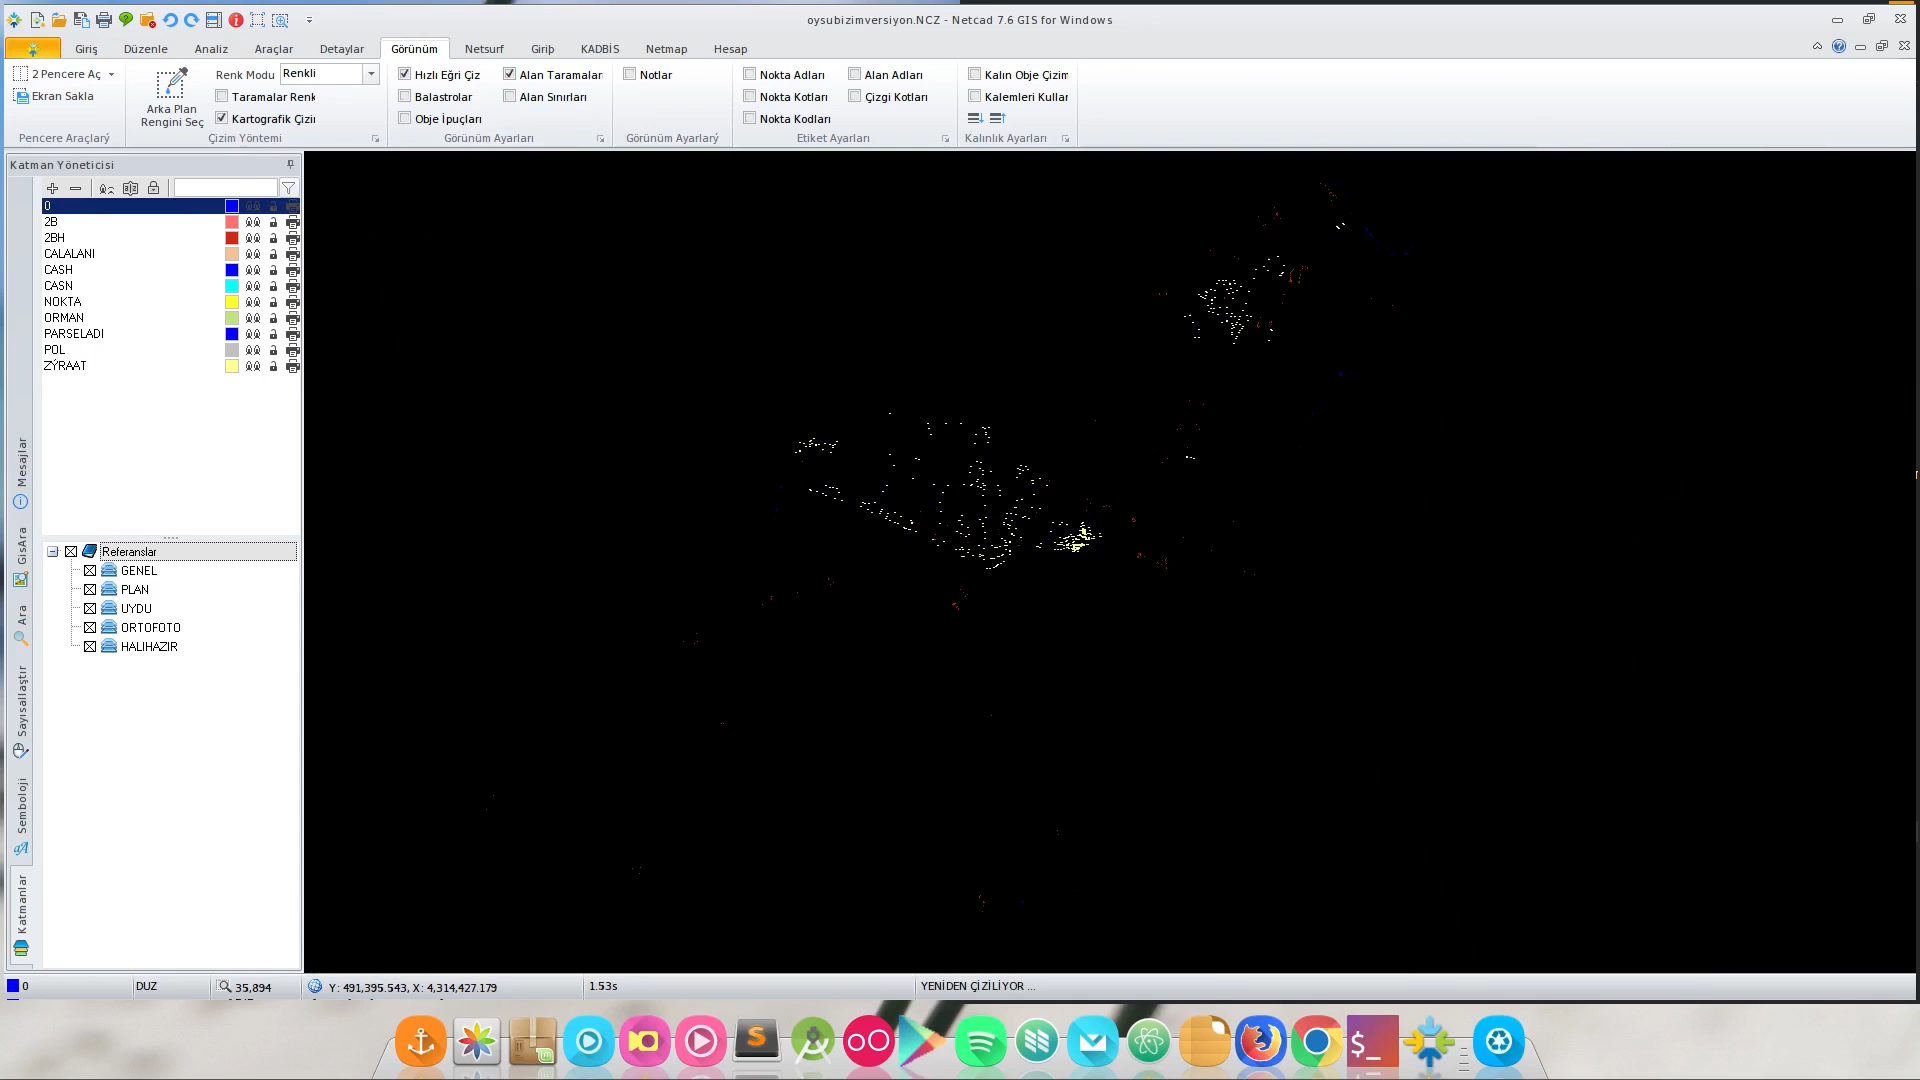 oysubizimversiyon.NCZ - Netcad 7.6 GIS for Windows
Giriş Düzenle Analiz Araçlar Detaylar Görünüm Netsurf Giriþ KADBİS Netmap Hesap
2 Pencere Aç
Ekran Sakla
Pencere Araçlarý
Arka Plan
Rengini Seç
Renk Modu Renkli
Taramalar Renk
Kartografik Çizir
Çizim Yöntemi
Hızlı Eğri Çiz
Balastrolar
Obje İpuçları
Alan Taramalar
Alan Sınırları
Görünüm Ayarları
Notlar
Görünüm Ayarlarý
Nokta Adları
Nokta Kotları
Nokta Kodları
Alan Adları
Çizgi Kotları
Etiket Ayarları
Kalın Obje Çizim
Kalemleri Kullar
Kalınlık Ayarları
Katman Yöneticisi
0
2B
2BH
CALALANI
CASH
CASN
NOKTA
ORMAN
PARSELADI
POL
ZÝRAAT
Mesajlar
GisAra
Ara
Sayısallaştır
Semboloji
Katmanlar
Referanslar
GENEL
PLAN
UYDU
ORTOFOTO
HALIHAZIR
0 DUZ 35,894 Y: 491,395.543, X: 4,314,427.179 1.53s YENİDEN ÇİZİLİYOR ...